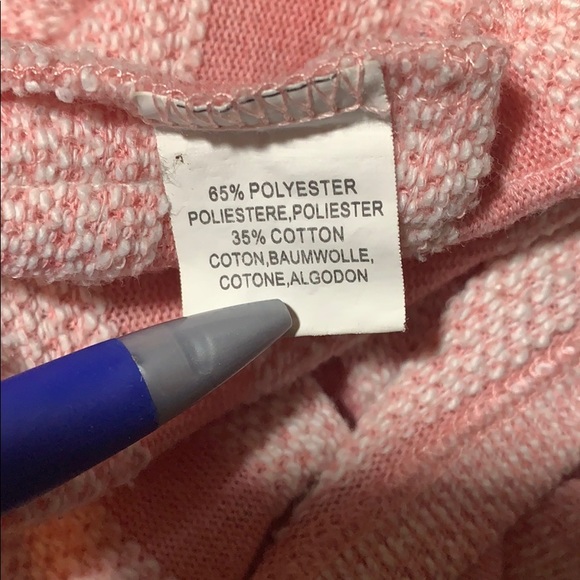 65% POLYESTER
POLIESTERE,POLIESTER
35% COTTON
COTON,BAUMWOLLE,
COTONE,ALGODON